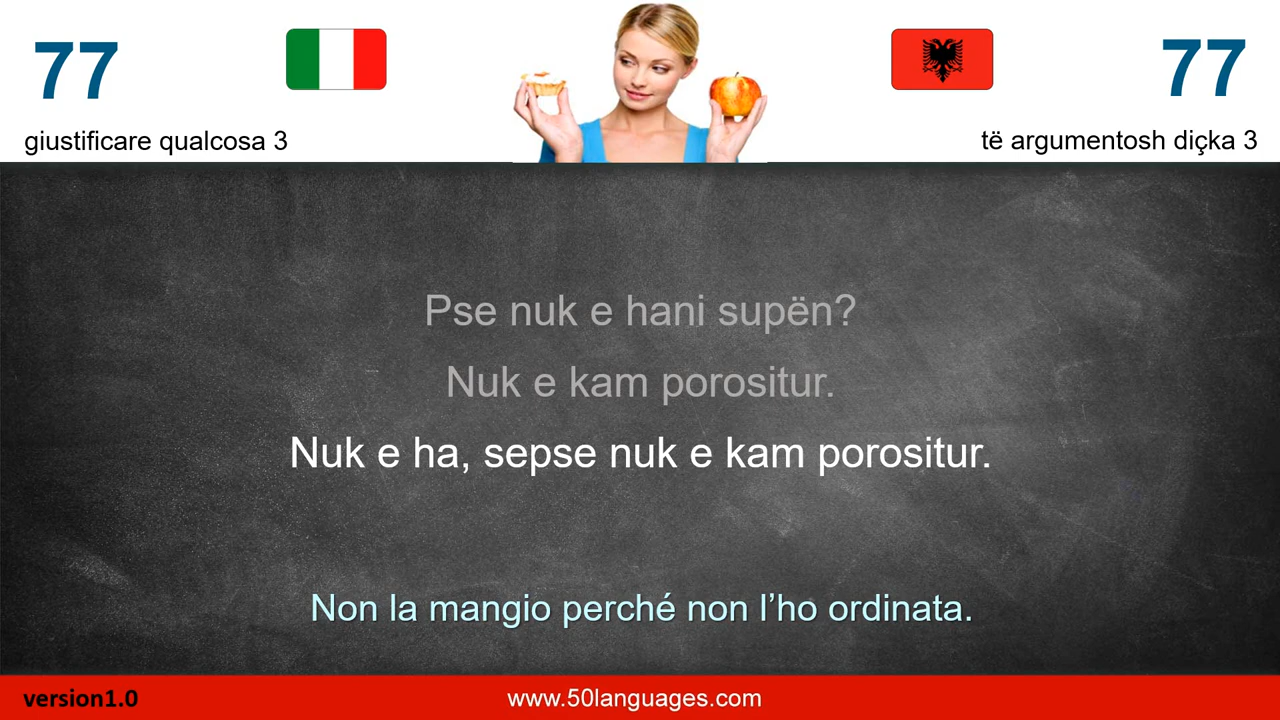 77
77
giustificare qualcosa 3
të argumentosh diçka 3
Pse nuk e hani supën?
Nuk e kam porositur.
Nuk e ha, sepse nuk e kam porositur.
Non la mangio perché non l’ho ordinata.
version1.0
www.50languages.com